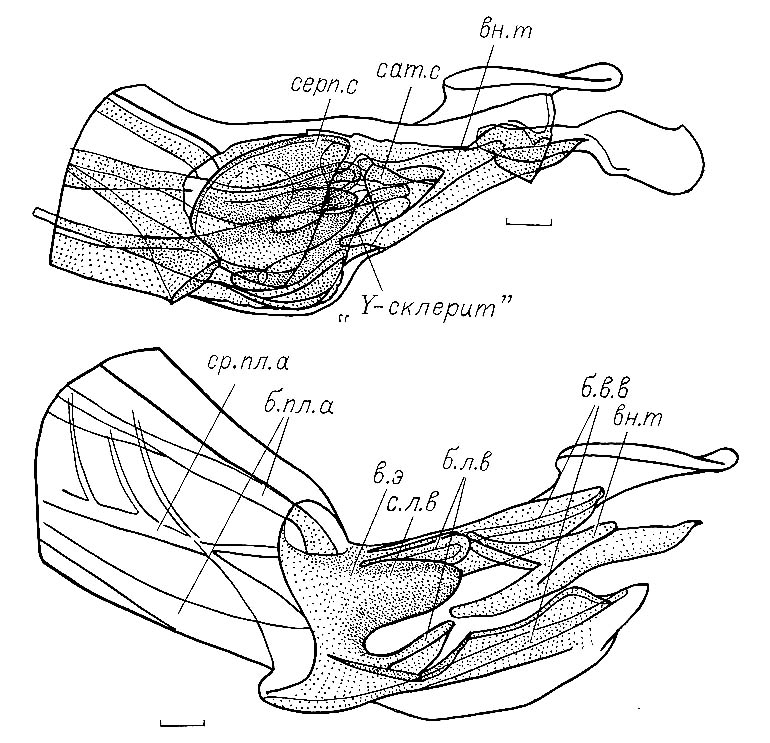 вн.т
сат.с
серп.с
„Y-склерит”
ср.пл.а
б.пл.а
б.в.в
вн.т
б.л.в
в.э
с.л.в